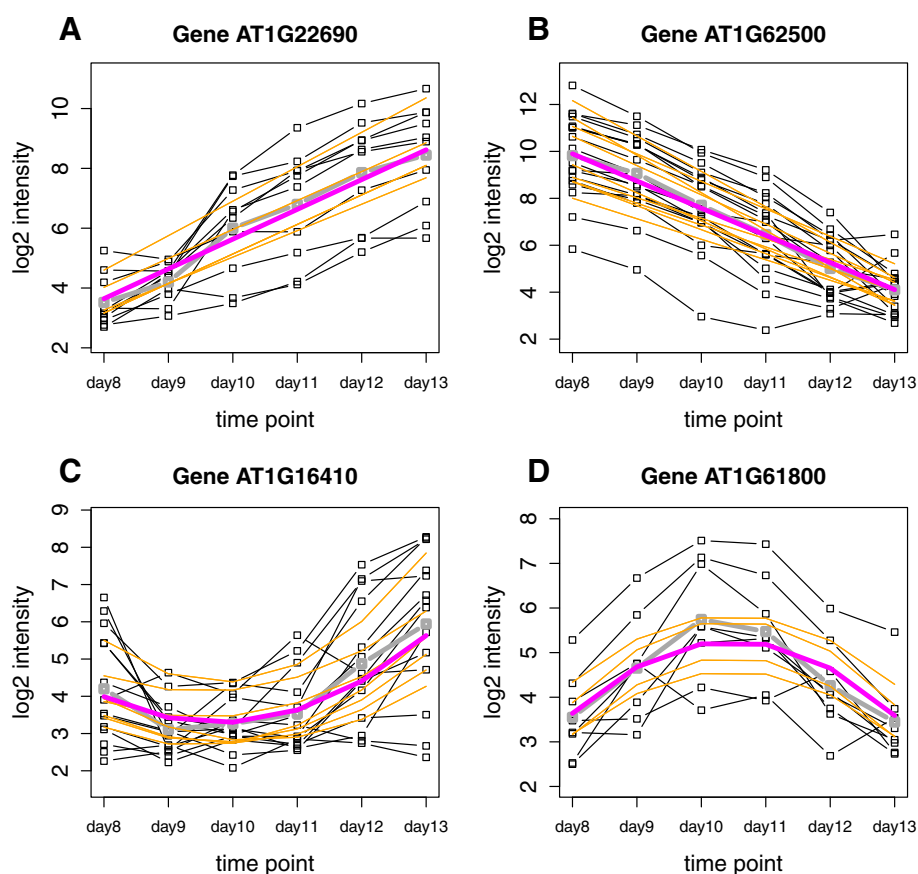 A Gene AT1G22690
log2 intensity
10
8
6
4
2
day8 day9 day10 day11 day12 day13
time point
B Gene AT1G62500
log2 intensity
12
10
8
6
4
2
day8 day9 day10 day11 day12 day13
time point
C Gene AT1G16410
log2 intensity
9
8
7
6
5
4
3
2
day8 day9 day10 day11 day12 day13
time point
D Gene AT1G61800
log2 intensity
8
7
6
5
4
3
2
day8 day9 day10 day11 day12 day13
time point